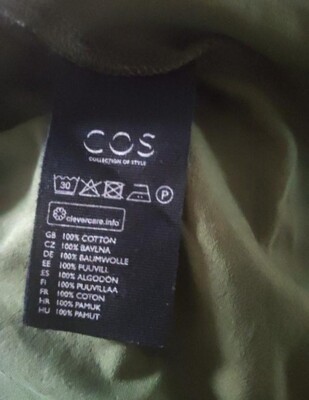 COS
COLLECTION OF STYLE
30 P
clevercare.info
GB 100% COTTON
CZ 100% BAVLNA
DE 100% BAUMWOLLE
EE 100% PUUVILL
ES 100% ALGODÓN
FI 100% PUUVILLAA
FR 100% COTON
HR 100% PAMUK
HU 100% PAMUT